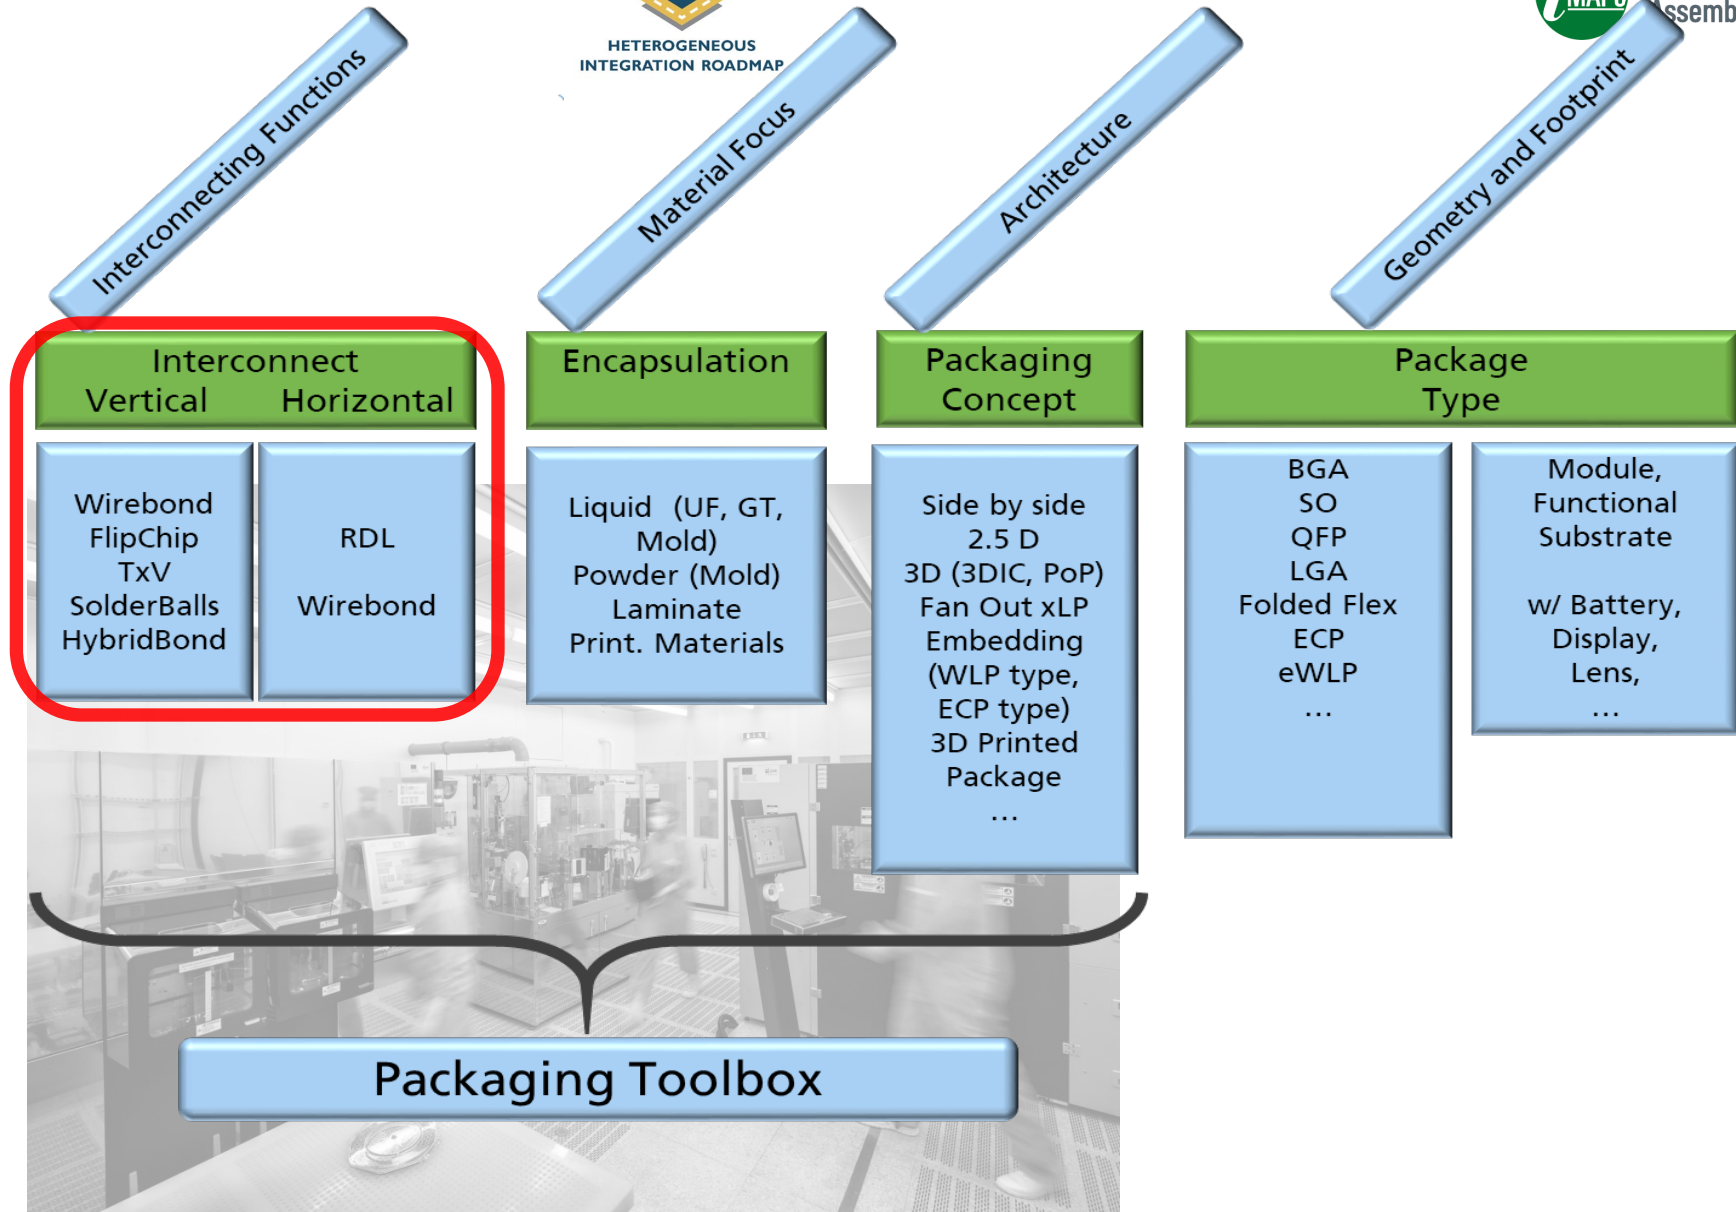 HETEROGENEOUS
INTEGRATION ROADMAP
iMAPS
Assemb
Interconnecting Functions
Material Focus
Architecture
Geometry and Footprint
Interconnect
Vertical Horizontal
Encapsulation
Packaging
Concept
Package
Type
Wirebond
FlipChip
TxV
SolderBalls
HybridBond
RDL
Wirebond
Liquid (UF, GT,
Mold)
Powder (Mold)
Laminate
Print. Materials
Side by side
2.5 D
3D (3DIC, PoP)
Fan Out xLP
Embedding
(WLP type,
ECP type)
3D Printed
Package
...
BGA
SO
QFP
LGA
Folded Flex
ECP
eWLP
...
Module,
Functional
Substrate
w/ Battery,
Display,
Lens,
...
Packaging Toolbox